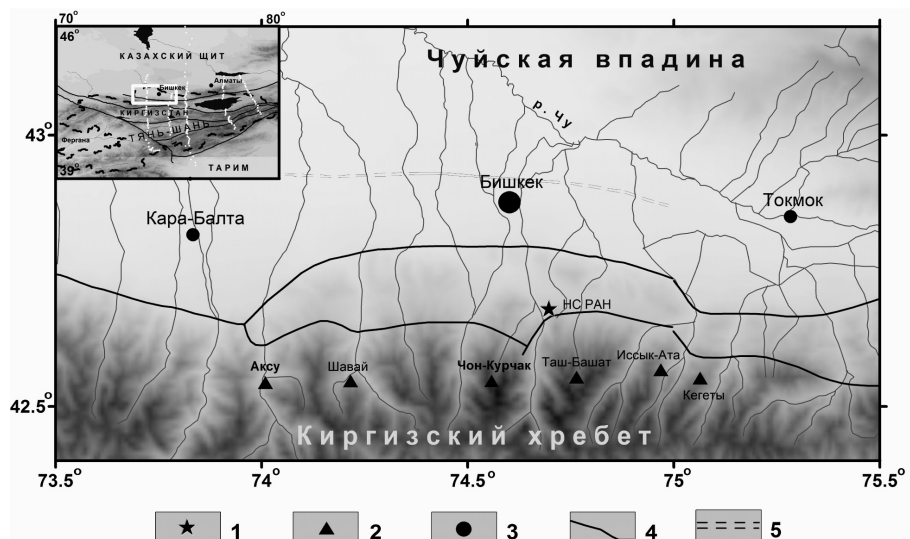 70°
80°
46°
КАЗАХСКИЙ ЩИТ
Алматы
Бишкек
КИРГИЗСТАН
ТЯНЬ-ШАНЬ
Фергана
ТАРИМ
39°
Чуйская впадина
р. Чу
43°
Бишкек
Токмок
Кара-Балта
НС РАН
Аксу
Шавай
Чон-Курчак
Таш-Башат
Иссык-Ата
Кегеты
42.5°
Киргизский хребет
73.5°
74°
74.5°
75°
75.5°
1
2
3
4
5